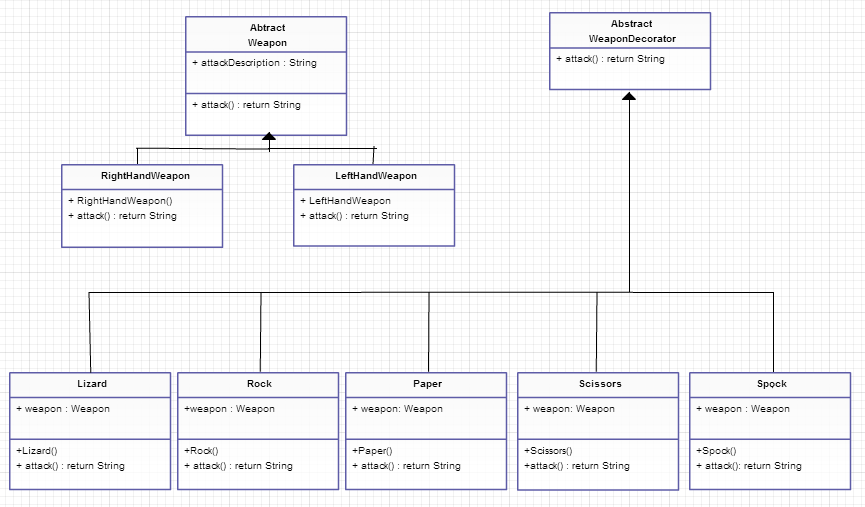 Abtract
Weapon
+ attackDescription : String
+ attack() : return String
Abstract
WeaponDecorator
+ attack() : return String
RightHandWeapon
+ RightHandWeapon()
+ attack() : return String
LeftHandWeapon
+ LeftHandWeapon
+ attack() : return String
Lizard
+ weapon : Weapon
+Lizard()
+ attack() : return String
Rock
+weapon : Weapon
+Rock()
+ attack() : return String
Paper
+ weapon: Weapon
+Paper()
+ attack() : return String
Scissors
+ weapon: Weapon
+Scissors()
+attack() : return String
Spock
+ weapon : Weapon
+Spock()
+ attack(): return String